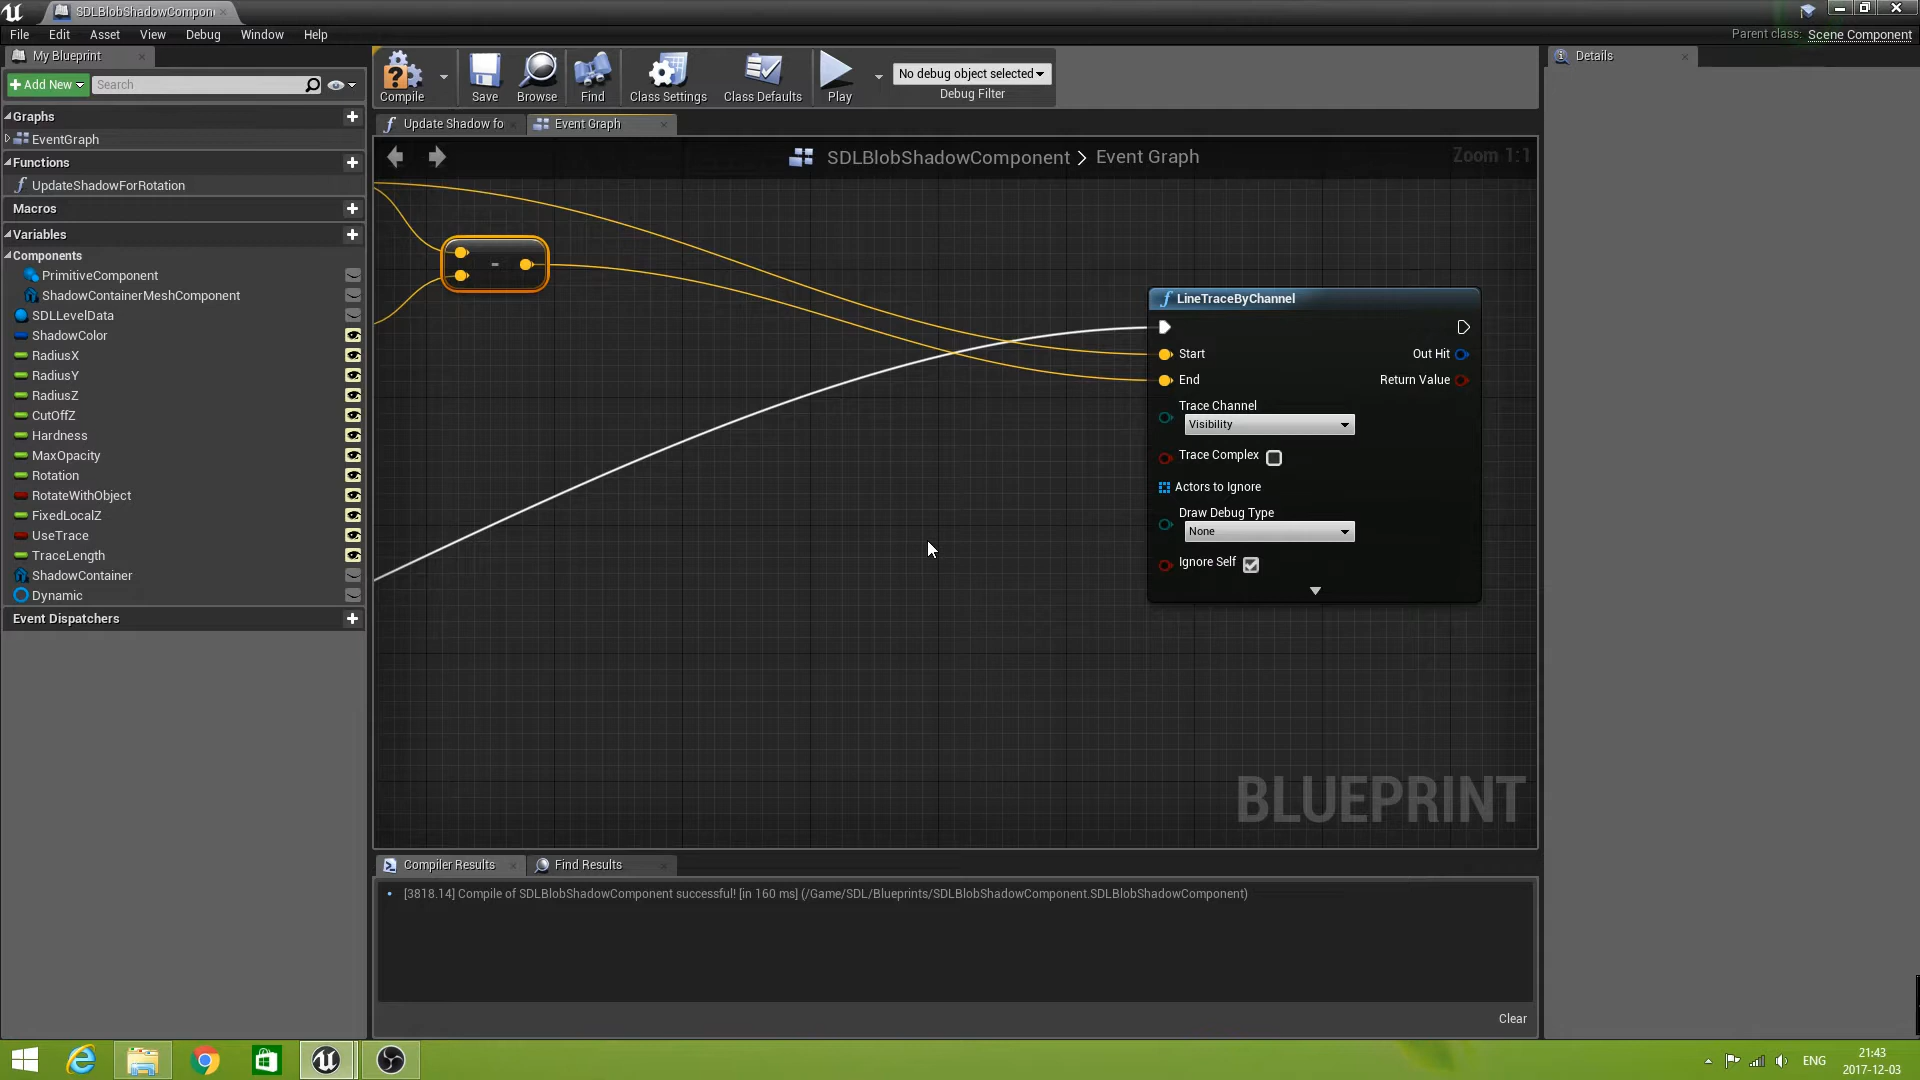 SDLBlobShadowComponen
File Edit Asset View Debug Window Help
Parent class: Scene Component
My Blueprint
Add New
Search
Graphs
EventGraph
Functions
UpdateShadowForRotation
Macros
Variables
Components
PrimitiveComponent
ShadowContainerMeshComponent
SDLLevelData
ShadowColor
RadiusX
RadiusY
RadiusZ
CutOffZ
Hardness
MaxOpacity
Rotation
RotateWithObject
FixedLocalZ
UseTrace
TraceLength
ShadowContainer
Dynamic
Event Dispatchers
Compile
Save
Browse
Find
Class Settings
Class Defaults
Play
No debug object selected
Debug Filter
Update Shadow fo
Event Graph
SDLBlobShadowComponent > Event Graph
Zoom 1:1
-
LineTraceByChannel
Start
Out Hit
End
Return Value
Trace Channel
Visibility
Trace Complex
Actors to Ignore
Draw Debug Type
None
Ignore Self
BLUEPRINT
Compiler Results
Find Results
[3818.14] Compile of SDLBlobShadowComponent successful! [in 160 ms] (/Game/SDL/Blueprints/SDLBlobShadowComponent.SDLBlobShadowComponent)
Clear
Details
ENG
21:43
2017-12-03